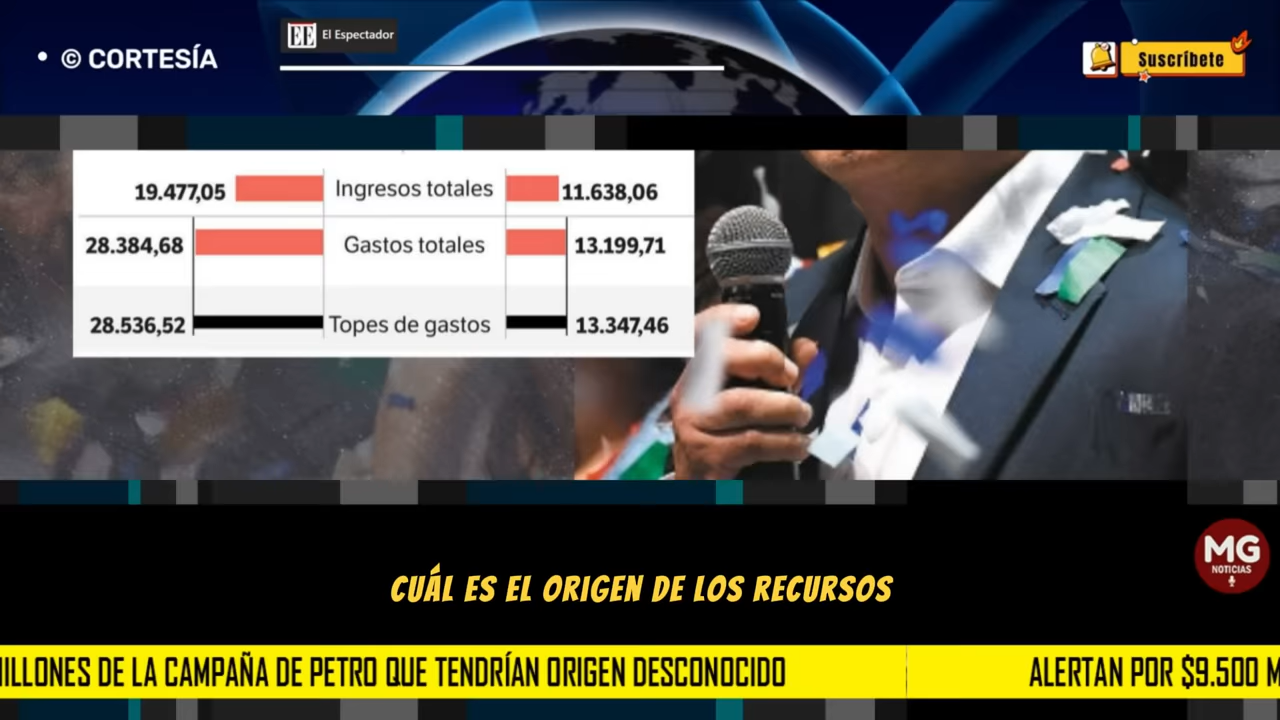 • © CORTESÍA
EE El Espectador
Suscríbete
19.477,05 Ingresos totales 11.638,06
28.384,68 Gastos totales 13.199,71
28.536,52 Topes de gastos 13.347,46
MG
NOTICIAS
CUÁL ES EL ORIGEN DE LOS RECURSOS
DE LA CAMPAÑA DE PETRO QUE TENDRÍAN ORIGEN DESCONOCIDO
ALERTAN POR $9.500 M